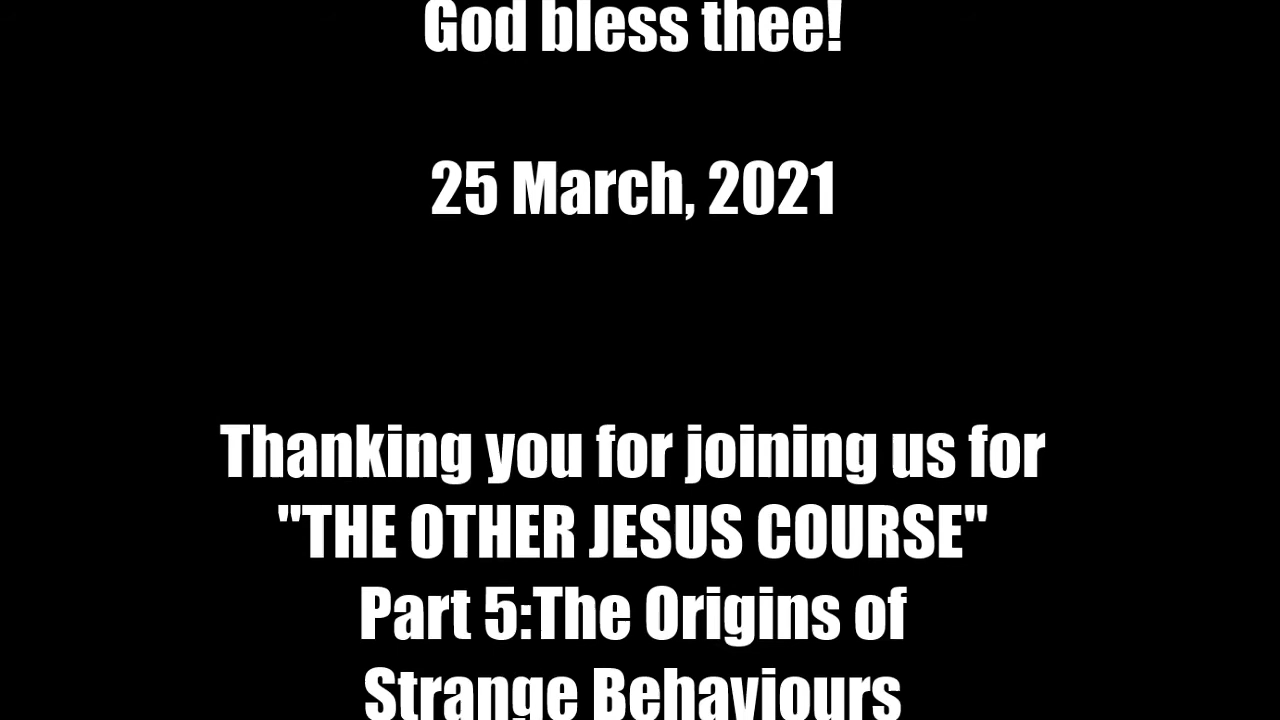 God bless thee!
25 March, 2021
Thanking you for joining us for
"THE OTHER JESUS COURSE"
Part 5:The Origins of
Strange Behaviours